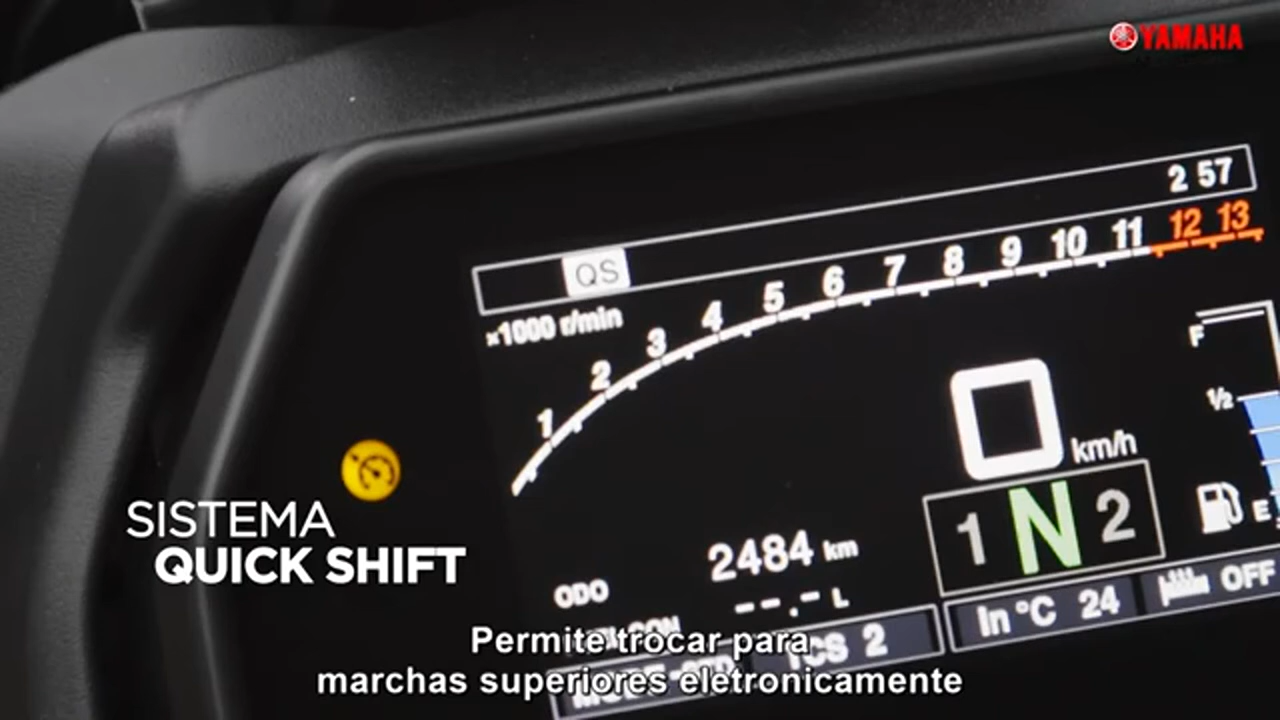 YAMAHA
2 57
QS
×1000 r/min
1 2 3 4 5 6 7 8 9 10 11 12 13
F
1/2
0 km/h
1 N 2
E
2484 km
ODO
--.- L
TCS 2
In °C 24
OFF
SISTEMA
QUICK SHIFT
Permite trocar para
marchas superiores eletronicamente